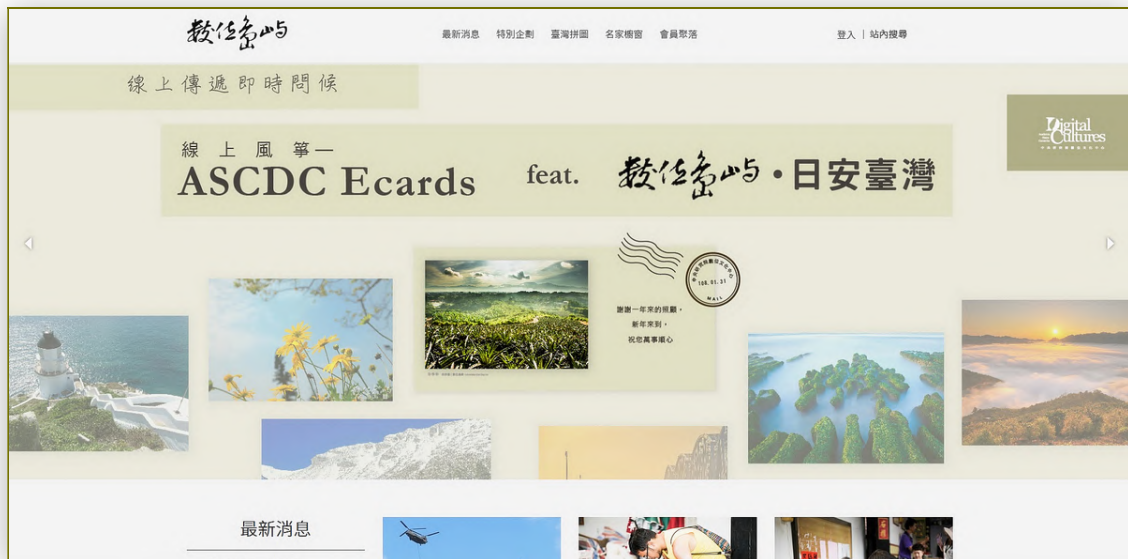 數位島嶼
最新消息 特別企劃 臺灣拼圖 名家櫥窗 會員聚落
登入 | 站內搜尋
線上傳遞即時問候
Digital
Cultures
線上風箏—
ASCDC Ecards feat. 數位島嶼・日安臺灣
108.01.31
MAIL
謝謝一年來的照顧，
新年來到，
祝您萬事順心
最新消息